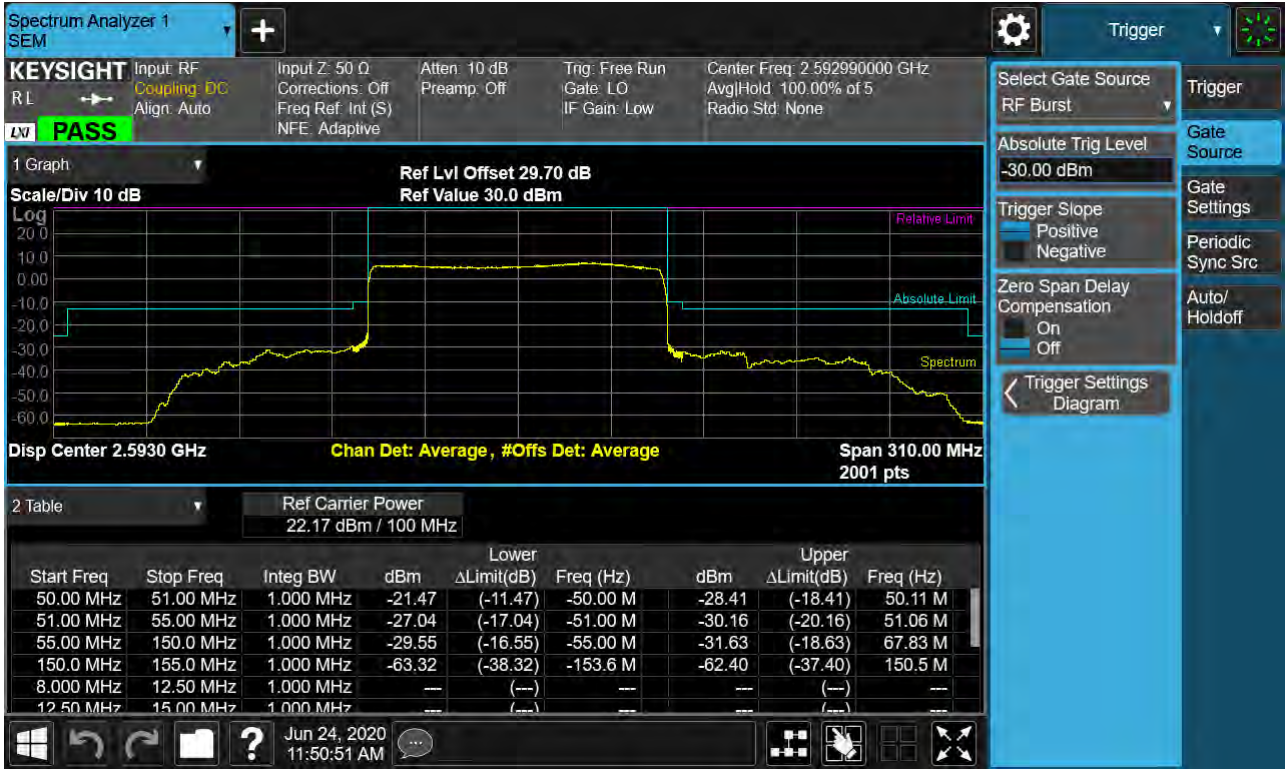 Spectrum Analyzer 1
SEM
Trigger
KEYSIGHT
R L
LXI
PASS
Input: RF
Coupling: DC
Align: Auto
Input Z: 50 Ω
Corrections: Off
Freq Ref: Int (S)
NFE: Adaptive
Atten: 10 dB
Preamp: Off
Trig: Free Run
Gate: LO
IF Gain: Low
Center Freq: 2.592990000 GHz
Avg|Hold: 100.00% of 5
Radio Std: None
1 Graph
Scale/Div 10 dB
Ref Lvl Offset 29.70 dB
Ref Value 30.0 dBm
Log
20.0
10.0
0.00
-10.0
-20.0
-30.0
-40.0
-50.0
-60.0
Relative Limit
Absolute Limit
Spectrum
Disp Center 2.5930 GHz
Chan Det: Average, #Offs Det: Average
Span 310.00 MHz
2001 pts
2 Table
Ref Carrier Power
22.17 dBm / 100 MHz
Lower Upper
Start Freq Stop Freq Integ BW dBm ΔLimit(dB) Freq (Hz) dBm ΔLimit(dB) Freq (Hz)
50.00 MHz 51.00 MHz 1.000 MHz -21.47 (-11.47) -50.00 M -28.41 (-18.41) 50.11 M
51.00 MHz 55.00 MHz 1.000 MHz -27.04 (-17.04) -51.00 M -30.16 (-20.16) 51.06 M
55.00 MHz 150.0 MHz 1.000 MHz -29.55 (-16.55) -55.00 M -31.63 (-18.63) 67.83 M
150.0 MHz 155.0 MHz 1.000 MHz -63.32 (-38.32) -153.6 M -62.40 (-37.40) 150.5 M
8.000 MHz 12.50 MHz 1.000 MHz --- (---) --- --- (---) ---
12.50 MHz 15.00 MHz 1.000 MHz --- (---) --- --- (---) ---
Select Gate Source
RF Burst
Absolute Trig Level
-30.00 dBm
Trigger Slope
Positive
Negative
Zero Span Delay
Compensation
On
Off
Trigger Settings
Diagram
Trigger
Gate
Source
Gate
Settings
Periodic
Sync Src
Auto/
Holdoff
?
Jun 24, 2020
11:50:51 AM